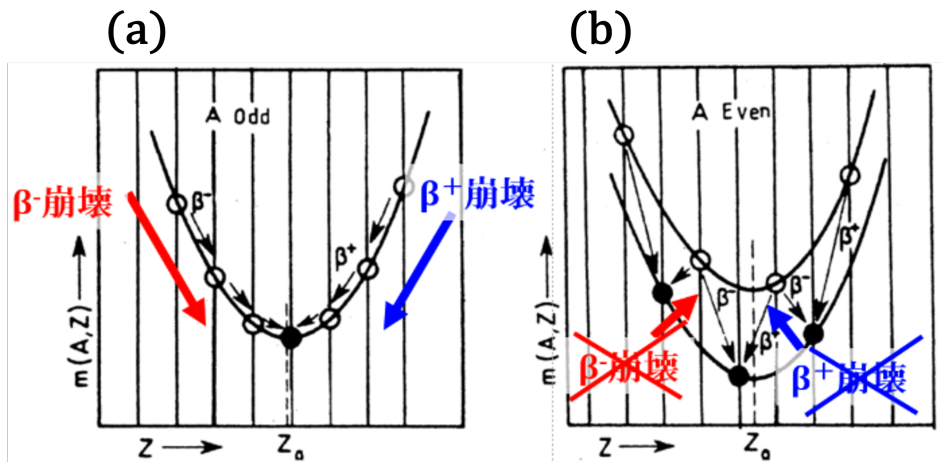 (a)
A Odd
β-崩壊
β-
β+崩壊
β+
m(A,Z)
Z
Z₀
(b)
A Even
β-
β-
β+
β+
m(A,Z)
β-崩壊
β+崩壊
Z
Z₀